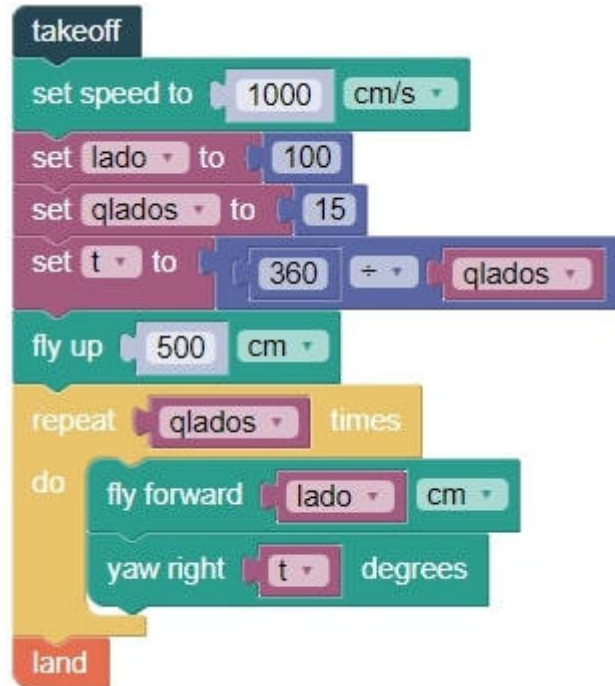 takeoff
set speed to 1000 cm/s
set lado to 100
set qlados to 15
set t to 360 ÷ qlados
fly up 500 cm
repeat qlados times
do fly forward lado cm
yaw right t degrees
land